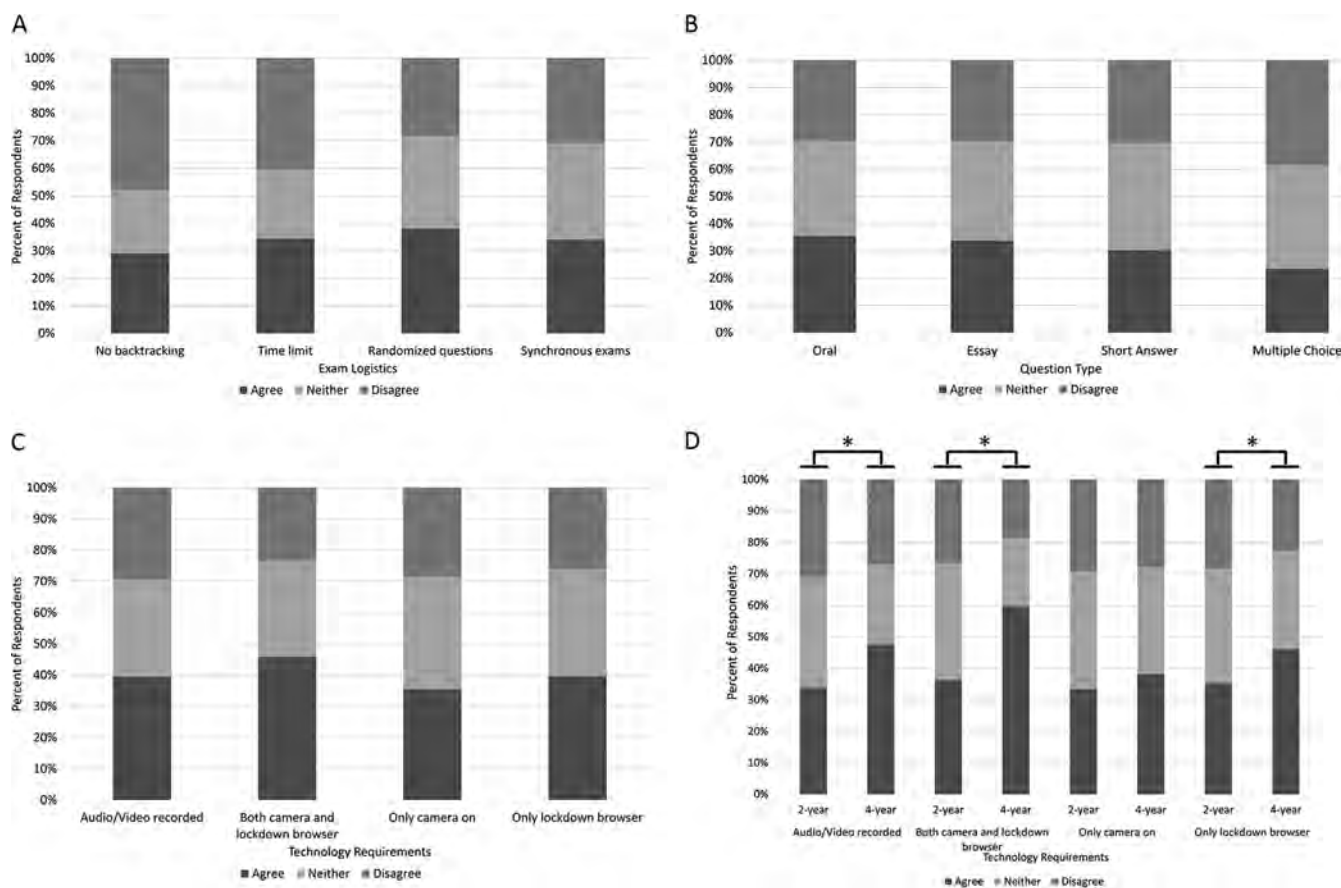 A
100%
90%
80%
70%
60%
50%
40%
30%
20%
10%
0%
Percent of Respondents
No backtracking Time limit Randomized questions Synchronous exams
Exam Logistics
Agree Neither Disagree
B
100%
90%
80%
70%
60%
50%
40%
30%
20%
10%
0%
Percent of Respondents
Oral Essay Short Answer Multiple Choice
Question Type
Agree Neither Disagree
C
100%
90%
80%
70%
60%
50%
40%
30%
20%
10%
0%
Percent of Respondents
Audio/Video recorded Both camera and Only camera on Only lockdown browser
lockdown browser
Technology Requirements
Agree Neither Disagree
D
* * *
100%
90%
80%
70%
60%
50%
40%
30%
20%
10%
0%
Percent of Respondents
2-year 4-year 2-year 4-year 2-year 4-year 2-year 4-year
Audio/Video recorded Both camera and lockdown Only camera on Only lockdown browser
browser
Technology Requirements
Agree Neither Disagree